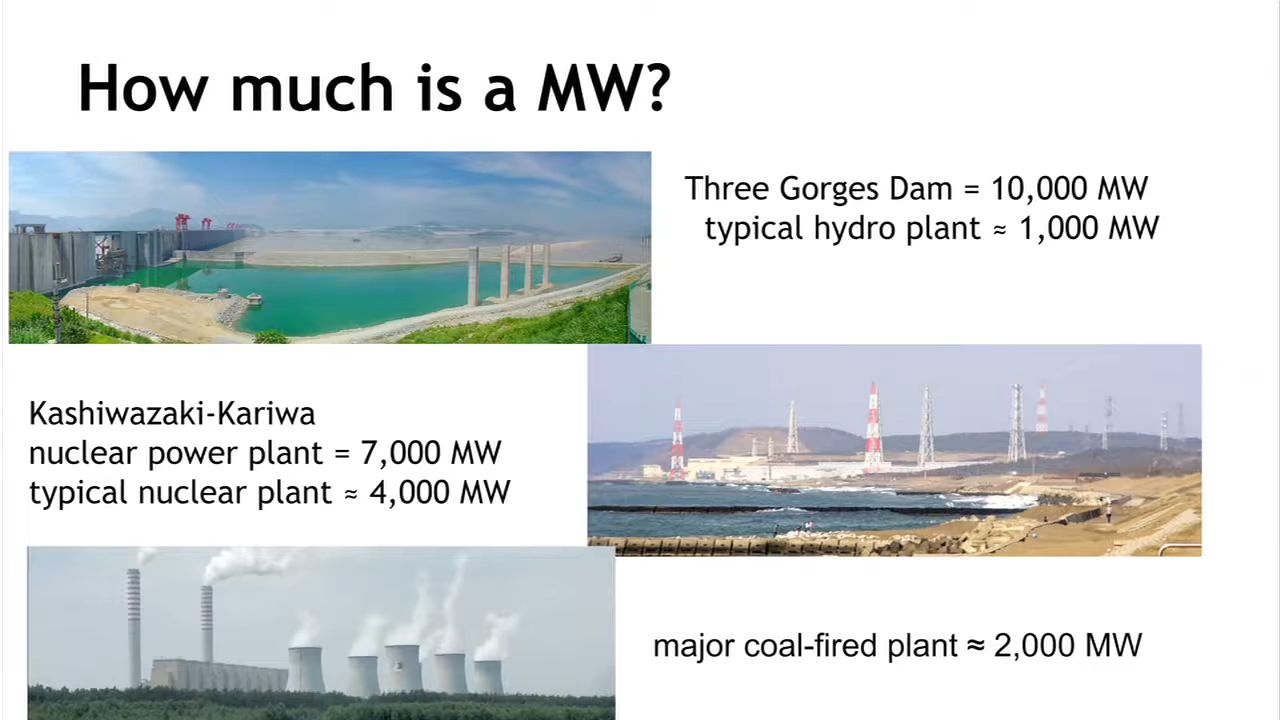 How much is a MW?
Three Gorges Dam = 10,000 MW
typical hydro plant ≈ 1,000 MW
Kashiwazaki-Kariwa
nuclear power plant = 7,000 MW
typical nuclear plant ≈ 4,000 MW
major coal-fired plant ≈ 2,000 MW